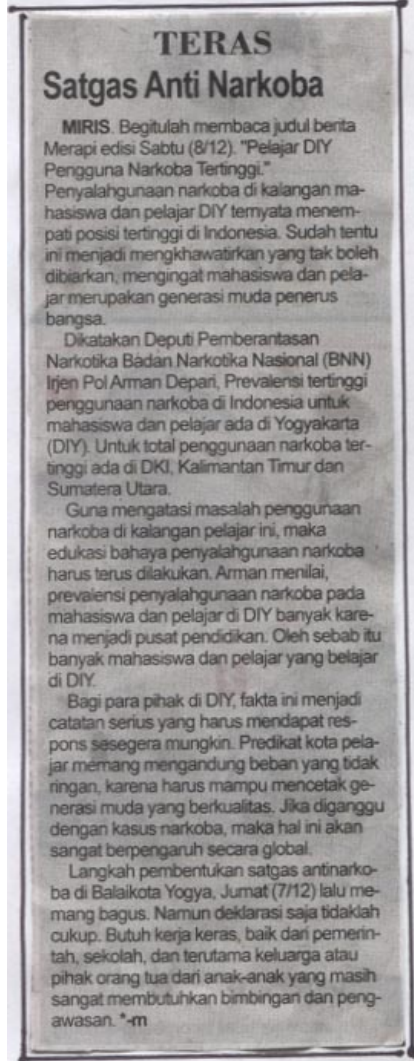 TERAS
Satgas Anti Narkoba
MIRIS. Begitulah membaca judul berita
Merapi edisi Sabtu (8/12). "Pelajar DIY
Pengguna Narkoba Tertinggi."
Penyalahgunaan narkoba di kalangan ma-
hasiswa dan pelajar DIY ternyata menem-
pati posisi tertinggi di Indonesia. Sudah tentu
ini menjadi mengkhawatirkan yang tak boleh
dibiarkan, mengingat mahasiswa dan pela-
jar merupakan generasi muda penerus
bangsa.
Dikatakan Deputi Pemberantasan
Narkotika Badan Narkotika Nasional (BNN)
Irjen Pol Arman Depari, Prevalensi tertinggi
penggunaan narkoba di Indonesia untuk
mahasiswa dan pelajar ada di Yogyakarta
(DIY). Untuk total penggunaan narkoba ter-
tinggi ada di DKI, Kalimantan Timur dan
Sumatera Utara.
Guna mengatasi masalah penggunaan
narkoba di kalangan pelajar ini, maka
edukasi bahaya penyalahgunaan narkoba
harus terus dilakukan. Arman menilai,
prevalensi penyalahgunaan narkoba pada
mahasiswa dan pelajar di DIY banyak kare-
na menjadi pusat pendidikan. Oleh sebab itu
banyak mahasiswa dan pelajar yang belajar
di DIY.
Bagi para pihak di DIY, fakta ini menjadi
catatan serius yang harus mendapat res-
pons sesegera mungkin. Predikat kota pela-
jar memang mengandung beban yang tidak
ringan, karena harus mampu mencetak ge-
nerasi muda yang berkualitas. Jika diganggu
dengan kasus narkoba, maka hal ini akan
sangat berpengaruh secara global.
Langkah pembentukan satgas antinarko-
ba di Balaikota Yogya, Jumat (7/12) lalu me-
mang bagus. Namun deklarasi saja tidaklah
cukup. Butuh kerja keras, baik dari pemerin-
tah, sekolah, dan terutama keluarga atau
pihak orang tua dari anak-anak yang masih
sangat membutuhkan bimbingan dan peng-
awasan. *-m